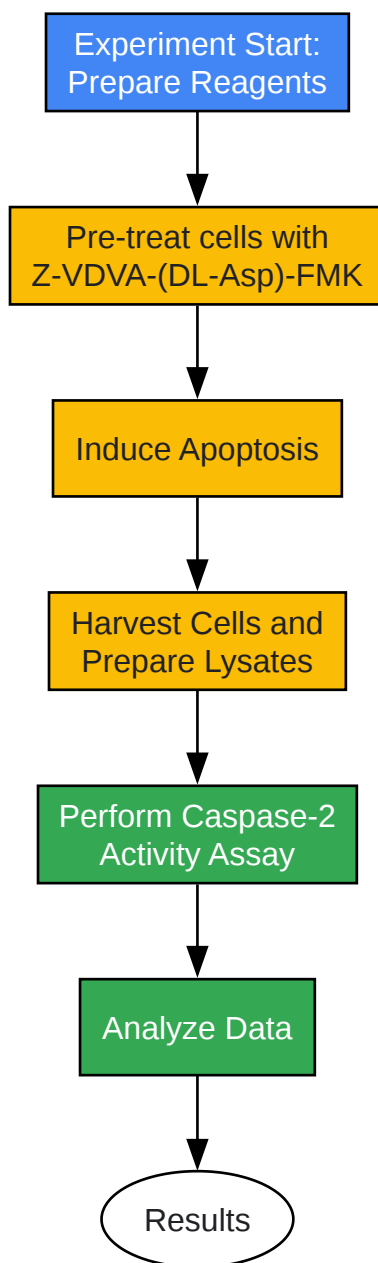 Experiment Start:
Prepare Reagents
Pre-treat cells with
Z-VDVA-(DL-Asp)-FMK
Induce Apoptosis
Harvest Cells and
Prepare Lysates
Perform Caspase-2
Activity Assay
Analyze Data
Results